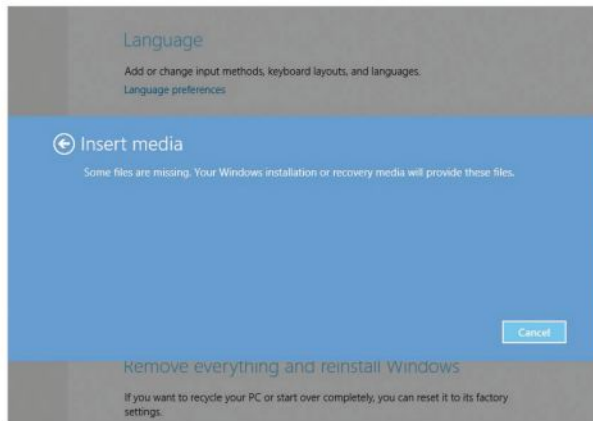 Language
Add or change input methods, keyboard layouts, and languages.
Language preferences
Insert media
Some files are missing. Your Windows installation or recovery media will provide these files.
Cancel
Remove everything and reinstall Windows
If you want to recycle your PC or start over completely, you can reset it to its factory
settings.